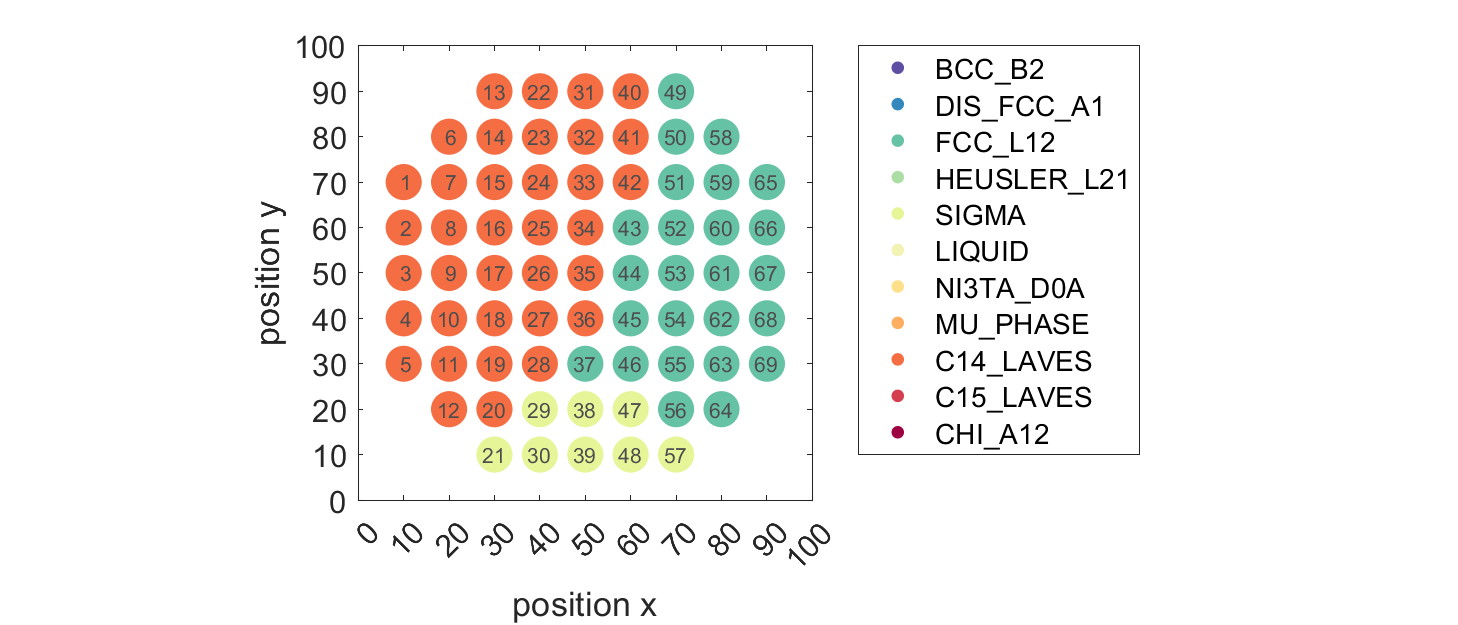 100
90
80
70
60
50
40
30
20
10
0
position y
13 22 31 40 49
6 14 23 32 41 50 58
1 7 15 24 33 42 51 59 65
2 8 16 25 34 43 52 60 66
3 9 17 26 35 44 53 61 67
4 10 18 27 36 45 54 62 68
5 11 19 28 37 46 55 63 69
12 20 29 38 47 56 64
21 30 39 48 57
0 10 20 30 40 50 60 70 80 90 100
position x
BCC_B2
DIS_FCC_A1
FCC_L12
HEUSLER_L21
SIGMA
LIQUID
NI3TA_D0A
MU_PHASE
C14_LAVES
C15_LAVES
CHI_A12